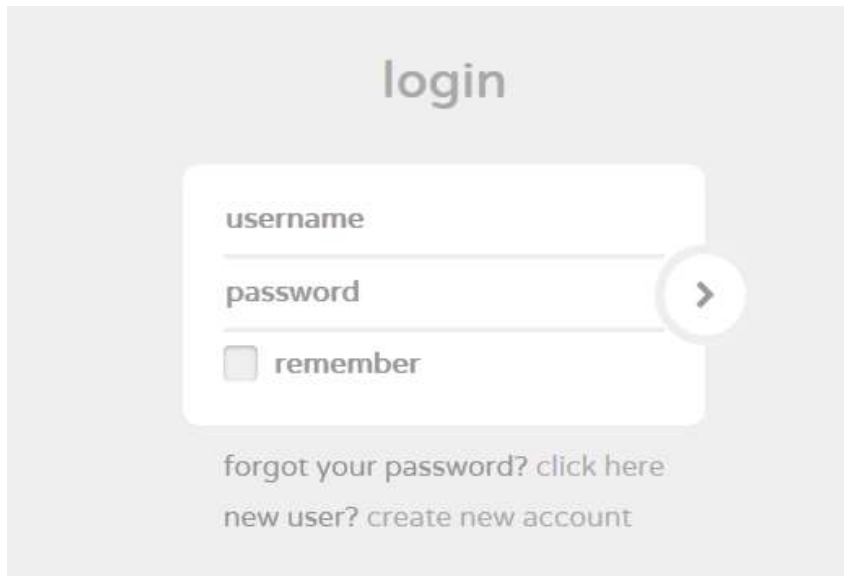 login
username
password
remember
forgot your password? click here
new user? create new account